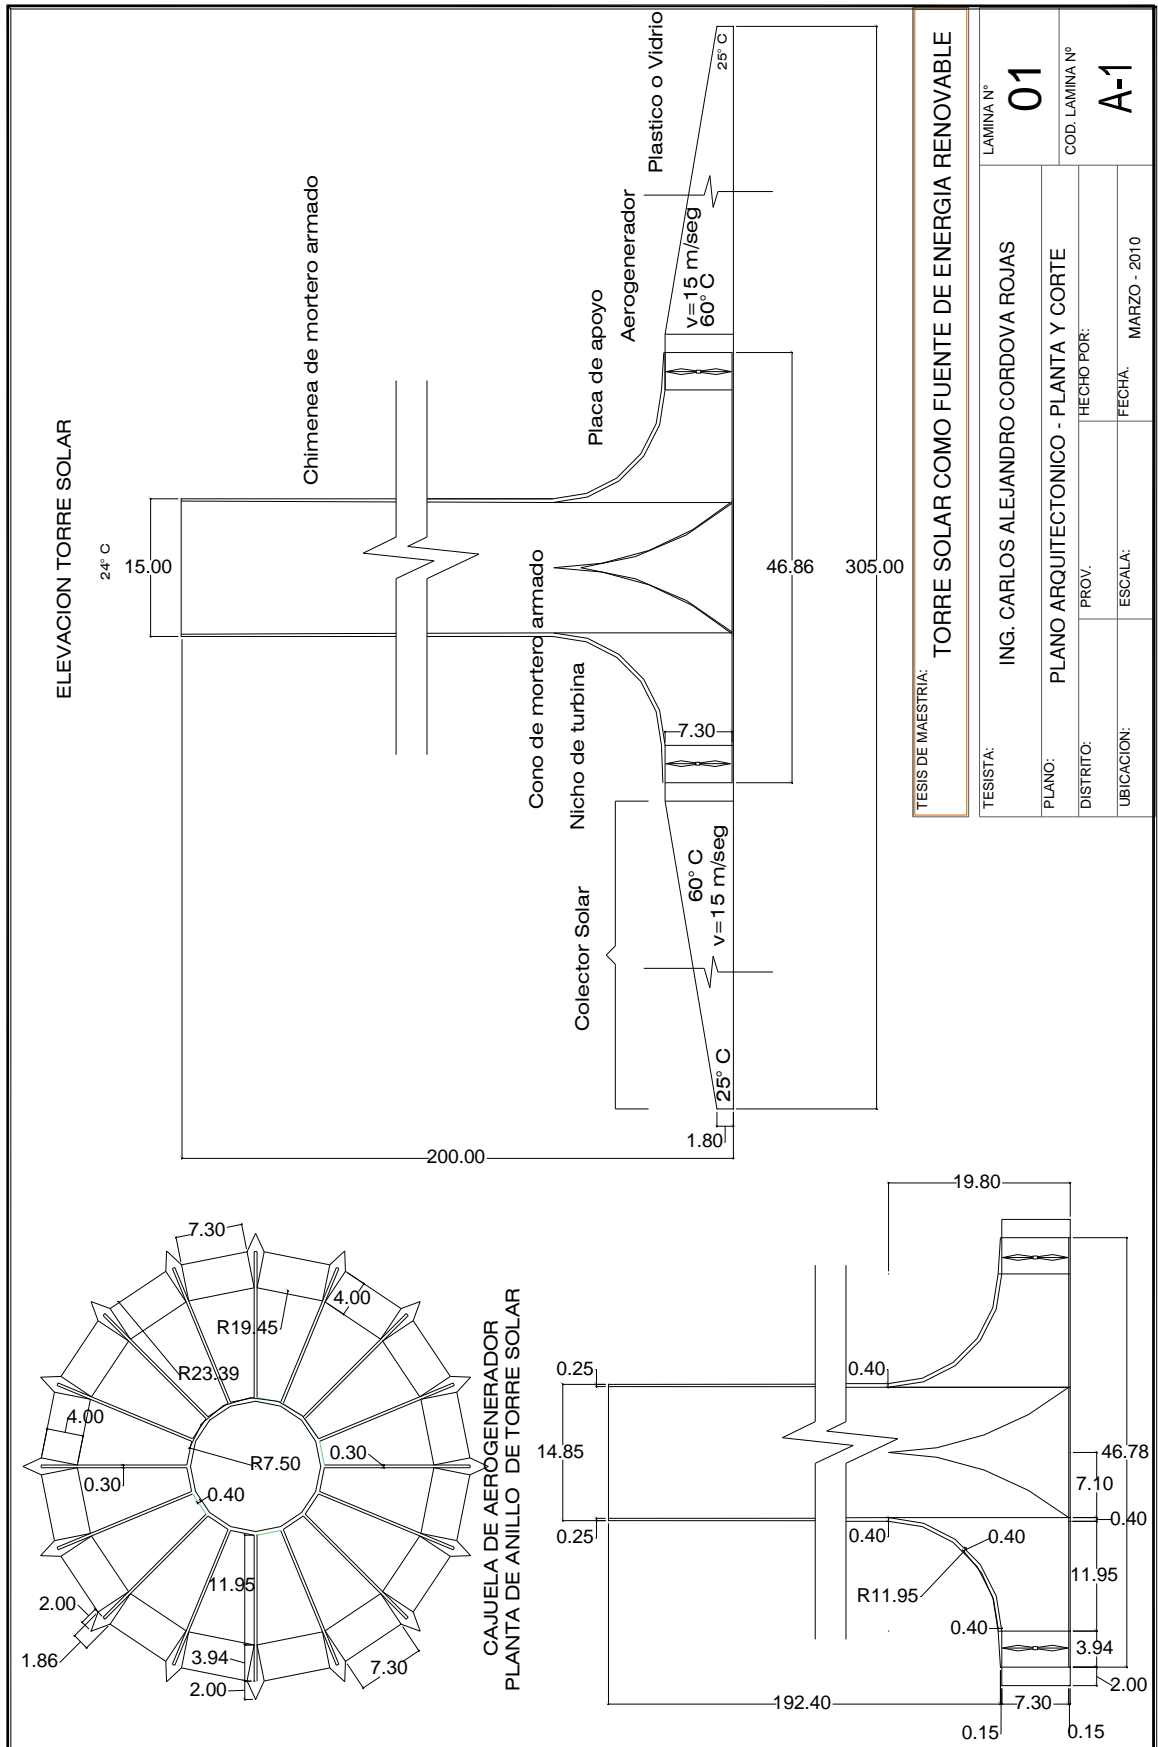 ELEVACION TORRE SOLAR
24° C
15.00
Chimenea de mortero armado
Cono de mortero armado
Nicho de turbina
Colector Solar
Placa de apoyo
Aerogenerador
Plastico o Vidrio
25° C
v=15 m/seg
60° C
7.30
60° C
v=15 m/seg
25° C
1.80
200.00
46.86
305.00
TESIS DE MAESTRIA:
TORRE SOLAR COMO FUENTE DE ENERGIA RENOVABLE
TESISTA:
ING. CARLOS ALEJANDRO CORDOVA ROJAS
PLANO:
PLANO ARQUITECTONICO - PLANTA Y CORTE
DISTRITO:
PROV.
HECHO POR:
UBICACION:
ESCALA:
FECHA.
MARZO - 2010
LAMINA Nº
01
COD. LAMINA Nº
A-1
7.30
4.00
R19.45
R23.39
4.00
R7.50
0.30
0.30
0.40
11.95
2.00
1.86
3.94
2.00
7.30
CAJUELA DE AEROGENERADOR
PLANTA DE ANILLO DE TORRE SOLAR
19.80
0.25
0.40
14.85
46.78
7.10
0.40
0.25
0.40
0.40
R11.95
11.95
0.40
3.94
2.00
192.40
7.30
0.15
0.15